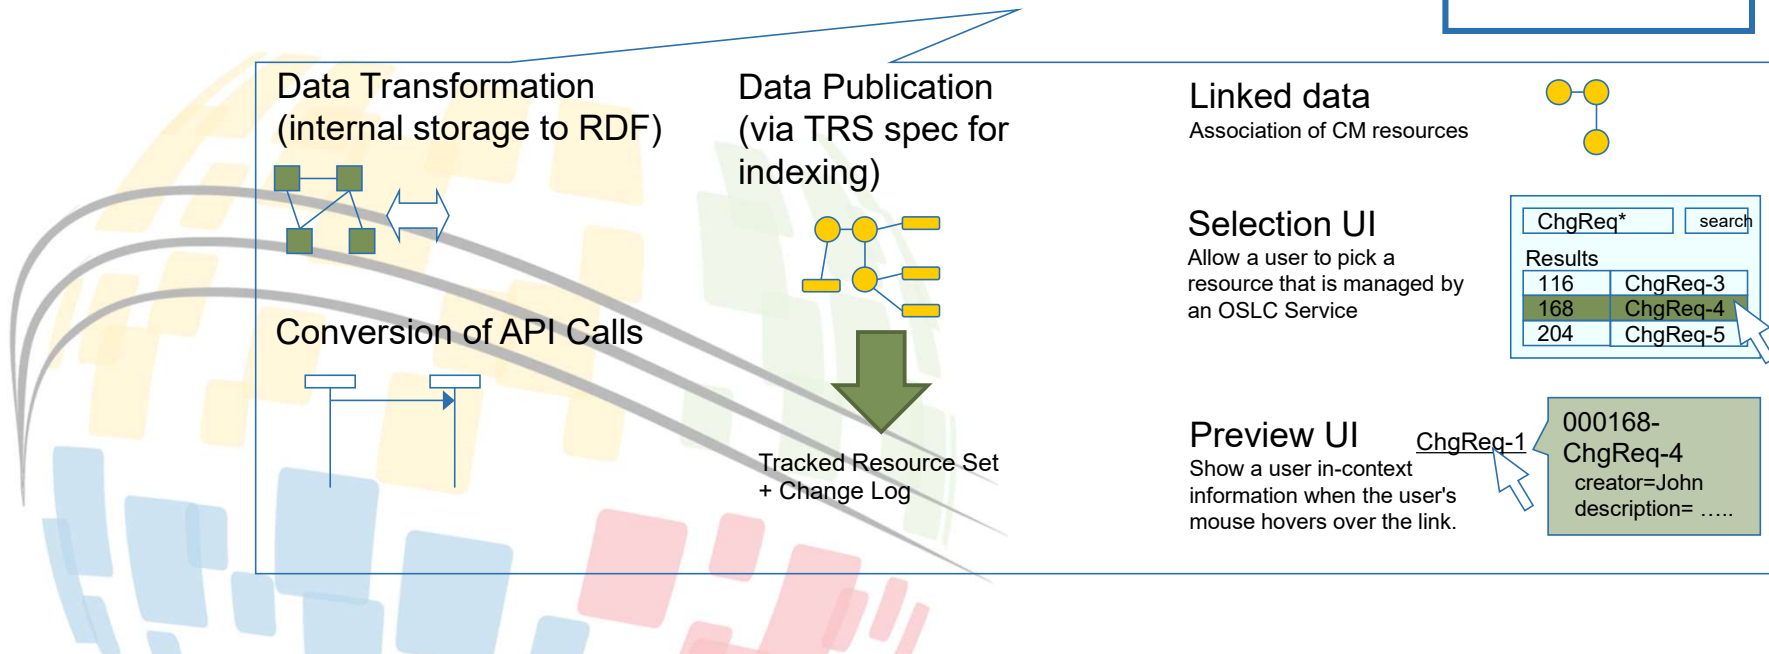 Data Transformation
(internal storage to RDF)
Conversion of API Calls
Data Publication
(via TRS spec for
indexing)
Tracked Resource Set
+ Change Log
Linked data
Association of CM resources
Selection UI
Allow a user to pick a
resource that is managed by
an OSLC Service
ChgReq*
search
Results
116 ChgReq-3
168 ChgReq-4
204 ChgReq-5
Preview UI
Show a user in-context
information when the user's
mouse hovers over the link.
ChgReq-1
000168-
ChgReq-4
creator=John
description= …..